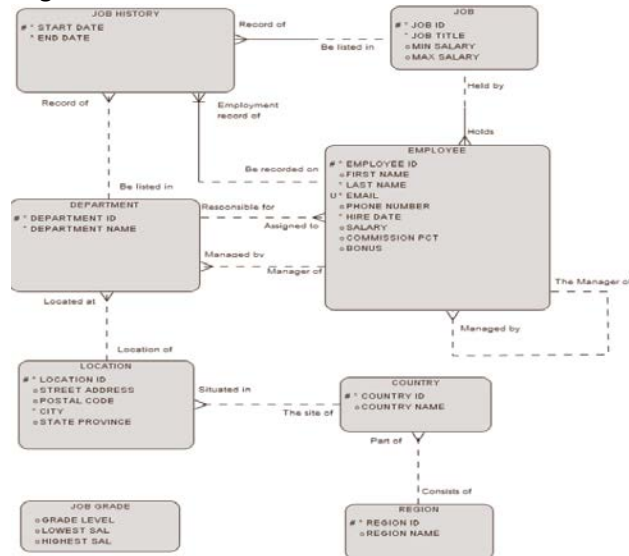 JOB HISTORY
# * START DATE
* END DATE
Record of
Be listed in
JOB
# * JOB ID
* JOB TITLE
o MIN SALARY
o MAX SALARY
Held by
Holds
Record of
Be listed in
Employment
record of
Be recorded on
EMPLOYEE
# * EMPLOYEE ID
o FIRST NAME
* LAST NAME
U * EMAIL
o PHONE NUMBER
* HIRE DATE
o SALARY
o COMMISSION PCT
o BONUS
DEPARTMENT
# * DEPARTMENT ID
* DEPARTMENT NAME
Responsible for
Assigned to
Managed by
Manager of
The Manager of
Managed by
Located at
Location of
LOCATION
# * LOCATION ID
o STREET ADDRESS
o POSTAL CODE
* CITY
o STATE PROVINCE
Situated in
The site of
COUNTRY
# * COUNTRY ID
o COUNTRY NAME
Part of
Consists of
JOB GRADE
o GRADE LEVEL
o LOWEST SAL
o HIGHEST SAL
REGION
# * REGION ID
o REGION NAME